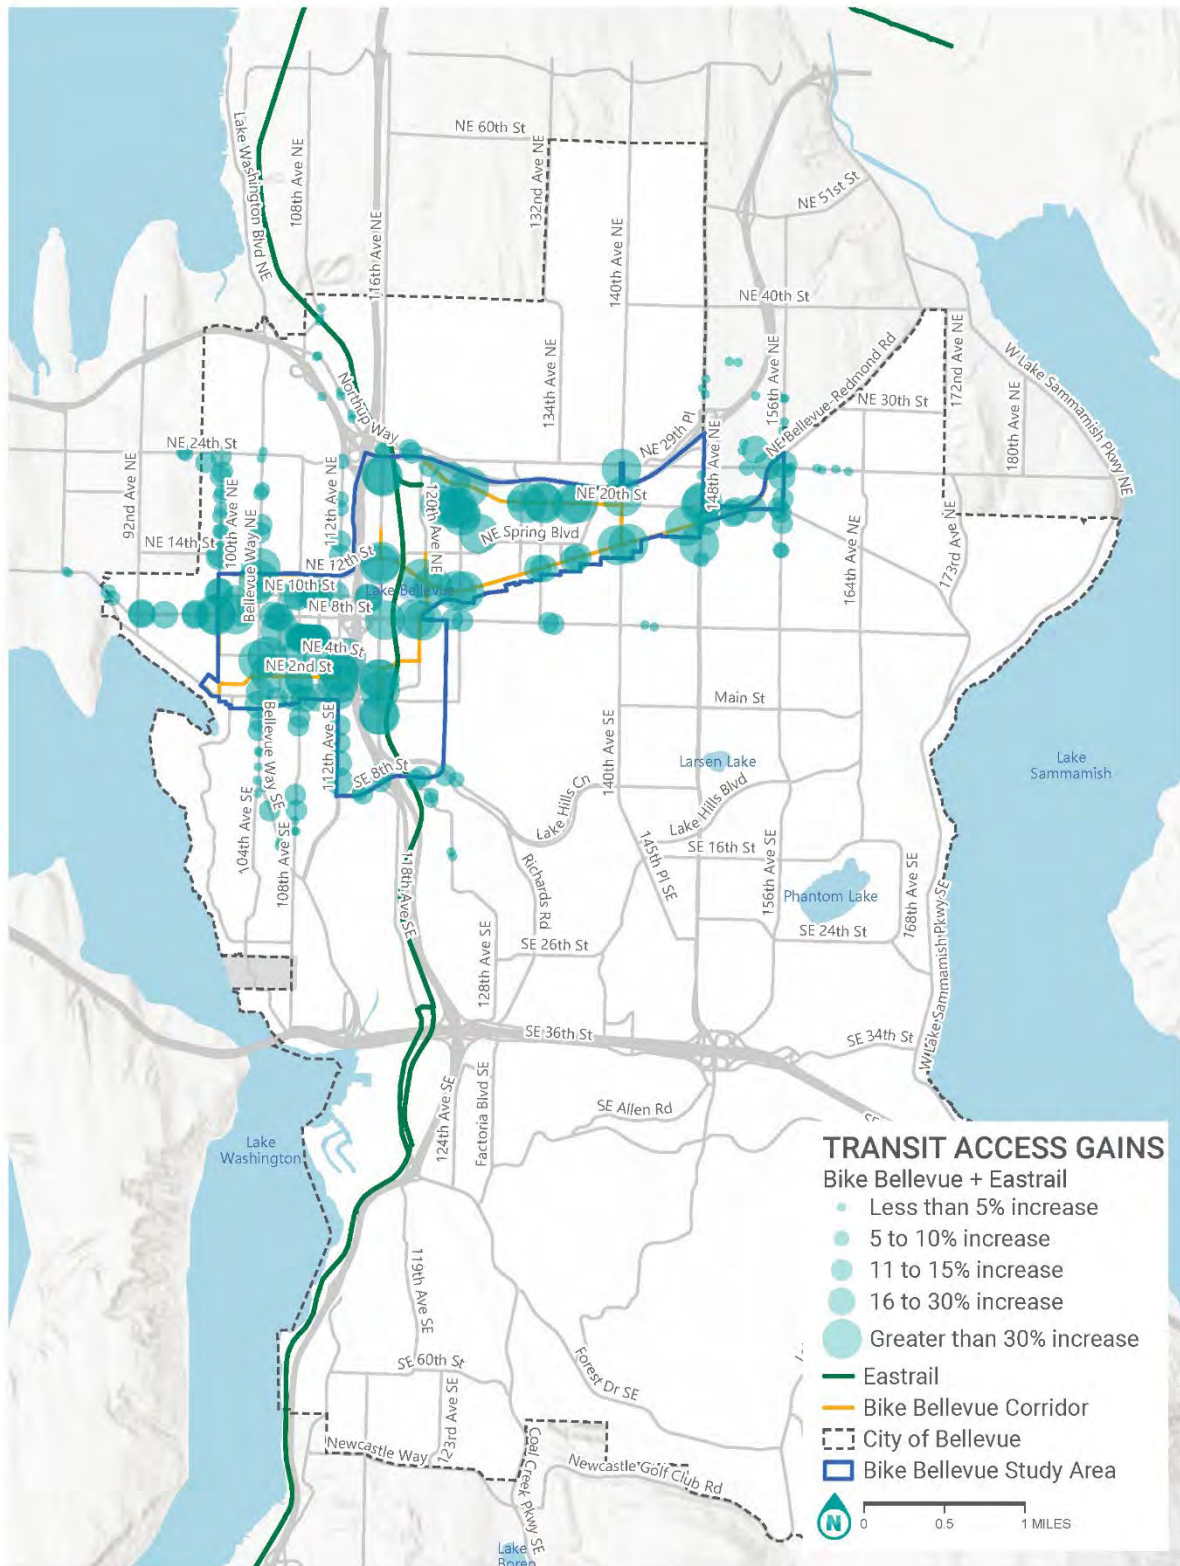 NE 60th St
132nd Ave NE
108th Ave NE
Lake Washington Blvd NE
116th Ave NE
140th Ave NE
NE 51st St
NE 40th St
W Lake Sammamish Pkwy NE
172nd Ave NE
156th Ave NE
NE Bellevue-Redmond Rd
134th Ave NE
Northup Way
NE 30th St
180th Ave NE
NE 29th Pl
NE 24th St
148th Ave NE
92nd Ave NE
100th Ave NE
112th Ave NE
120th Ave NE
NE 20th St
Bellevue Way NE
NE Spring Blvd
NE 14th St
NE 12th St
173rd Ave NE
164th Ave NE
NE 10th St
Lake Bellevue
NE 8th St
NE 4th St
NE 2nd St
Main St
Bellevue Way SE
112th Ave SE
140th Ave SE
SE 8th St
Larsen Lake
Lake
Sammamish
Lake Hills Cn
Lake Hills Blvd
104th Ave SE
108th Ave SE
Richards Rd
145th Pl SE
SE 16th St
156th Ave SE
Phantom Lake
168th Ave SE
118th Ave SE
128th Ave SE
SE 26th St
SE 24th St
W Lake Sammamish Pkwy SE
SE 36th St
SE 34th St
124th Ave SE
Factoria Blvd SE
SE Allen Rd
SE
Lake
Washington
119th Ave SE
SE 60th St
123rd Ave SE
Forest Dr SE
Newcastle Way
Coal Creek Pkwy SE
Newcastle Golf Club Rd
Lake
Boren
TRANSIT ACCESS GAINS
Bike Bellevue + Eastrail
Less than 5% increase
5 to 10% increase
11 to 15% increase
16 to 30% increase
Greater than 30% increase
Eastrail
Bike Bellevue Corridor
City of Bellevue
Bike Bellevue Study Area
N
0 0.5 1 MILES